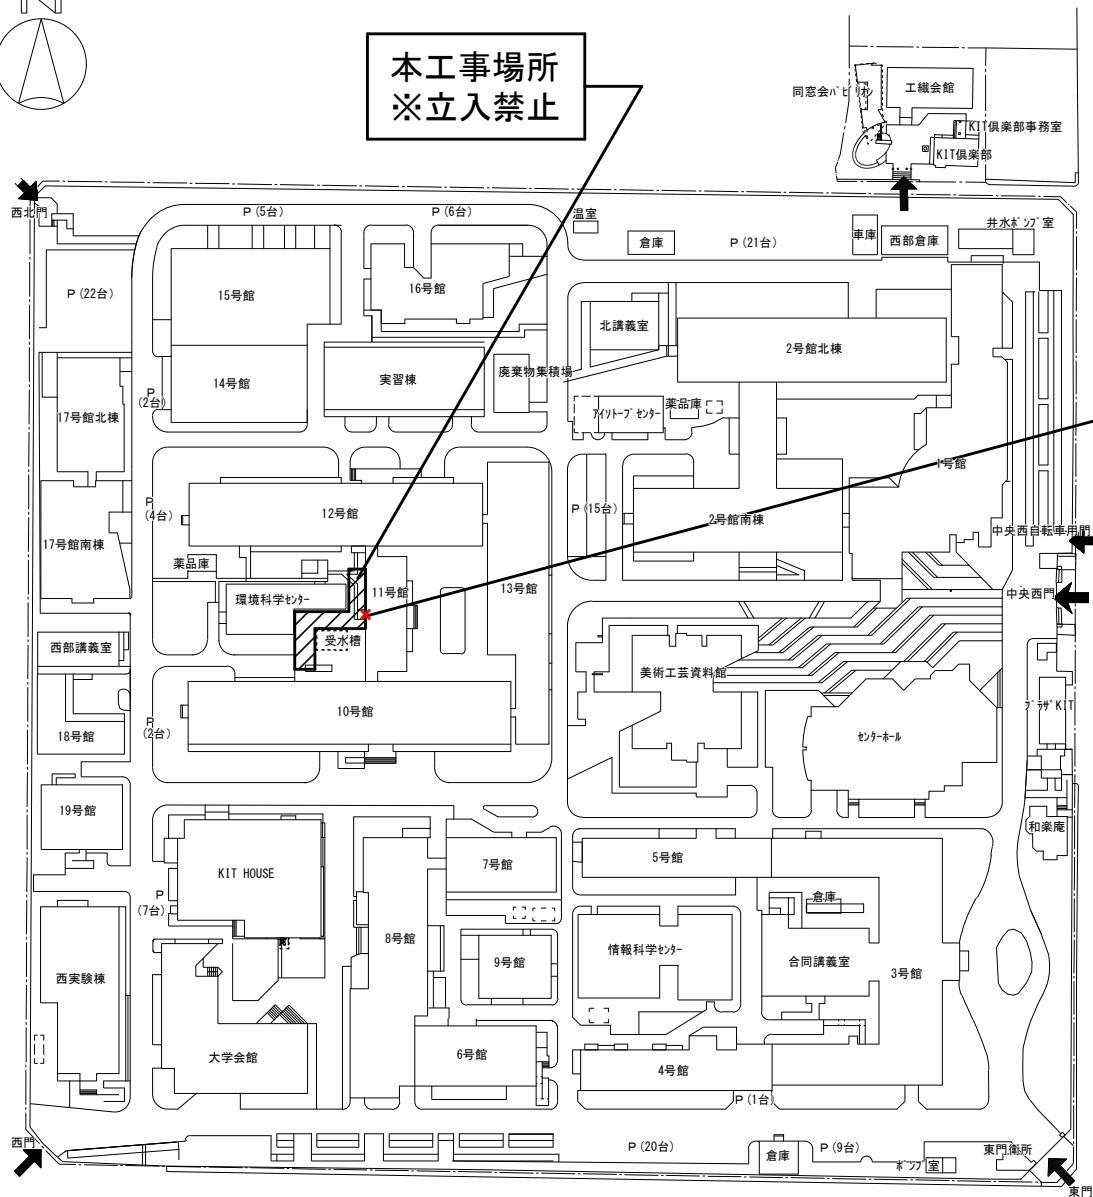 本工事場所
※立入禁止
同窓会パビリオン
工繊会館
KIT倶楽部事務室
KIT倶楽部
西北門
P (5台)
P (6台)
温室
倉庫
P (21台)
車庫
西部倉庫
井水ポンプ室
P (22台)
15号館
16号館
北講義室
2号館北棟
14号館
実習棟
廃棄物集積場
P
(2台)
17号館北棟
アイソトープセンター
薬品庫
1号館
P
(4台)
12号館
P (15台)
2号館南棟
中央西自転車用門
17号館南棟
薬品庫
環境科学センター
11号館
13号館
中央西門
西部講義室
受水槽
美術工芸資料館
10号館
P
(2台)
18号館
センターホール
プラザKIT
19号館
和楽庵
KIT HOUSE
7号館
5号館
P
(7台)
倉庫
8号館
9号館
情報科学センター
合同講義室
3号館
西実験棟
大学会館
6号館
4号館
P (1台)
西門
P (20台)
倉庫
P (9台)
ポンプ室
東門衛所
東門